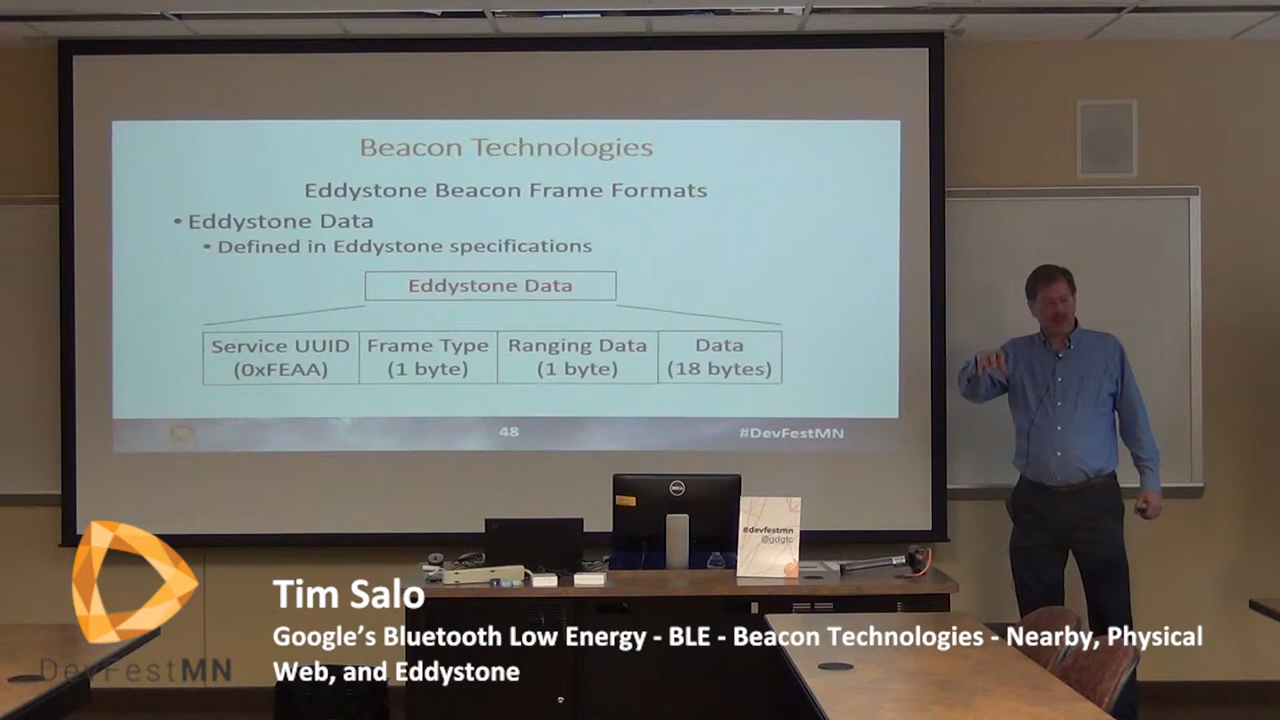 Beacon Technologies
Eddystone Beacon Frame Formats
• Eddystone Data
• Defined in Eddystone specifications
Eddystone Data
Service UUID
(0xFEAA)
Frame Type
(1 byte)
Ranging Data
(1 byte)
Data
(18 bytes)
48
#DevFestMN
DELL
#devfestmn
@gdgtc
Tim Salo
Google's Bluetooth Low Energy - BLE - Beacon Technologies - Nearby, Physical
Web, and Eddystone
DevFestMN